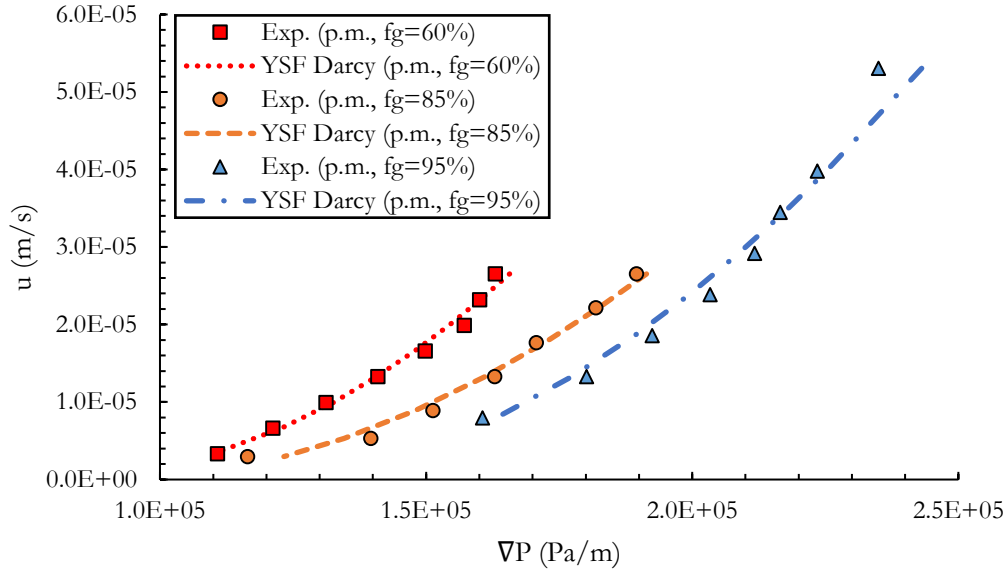 6.0E-05
5.0E-05
4.0E-05
3.0E-05
2.0E-05
1.0E-05
0.0E+00
u (m/s)
Exp. (p.m., fg=60%)
YSF Darcy (p.m., fg=60%)
Exp. (p.m., fg=85%)
YSF Darcy (p.m., fg=85%)
Exp. (p.m., fg=95%)
YSF Darcy (p.m., fg=95%)
1.0E+05 1.5E+05 2.0E+05 2.5E+05
∇P (Pa/m)